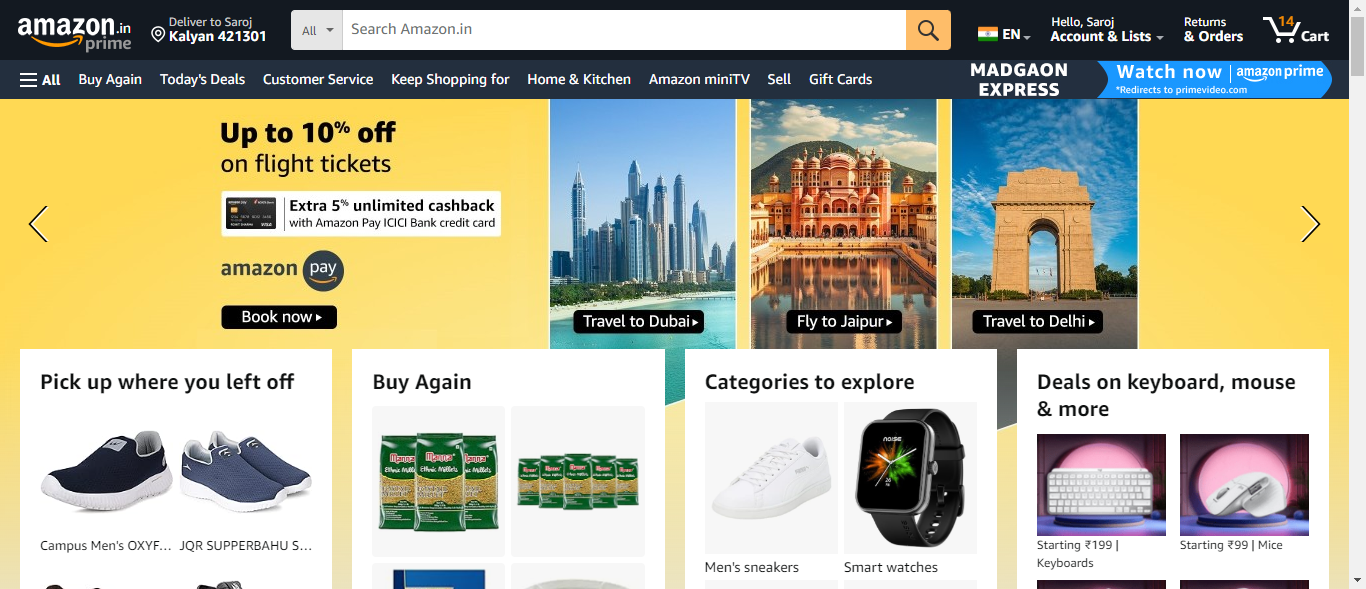 amazon.in
prime
Deliver to Saroj
Kalyan 421301
All
Search Amazon.in
EN
Hello, Saroj
Account & Lists
Returns
& Orders
14
Cart
All
Buy Again
Today's Deals
Customer Service
Keep Shopping for
Home & Kitchen
Amazon miniTV
Sell
Gift Cards
MADGAON
EXPRESS
Watch now
amazon prime
*Redirects to primevideo.com
Up to 10% off
on flight tickets
Extra 5% unlimited cashback
with Amazon Pay ICICI Bank credit card
amazon pay
Book now
Travel to Dubai
Fly to Jaipur
Travel to Delhi
Pick up where you left off
Campus Men's OXYF...
JQR SUPPERBAHU S...
Buy Again
Manna
Ethnic Millets
Categories to explore
NOISE
Men's sneakers
Smart watches
Deals on keyboard, mouse
& more
Starting ₹199 |
Keyboards
Starting ₹99 | Mice